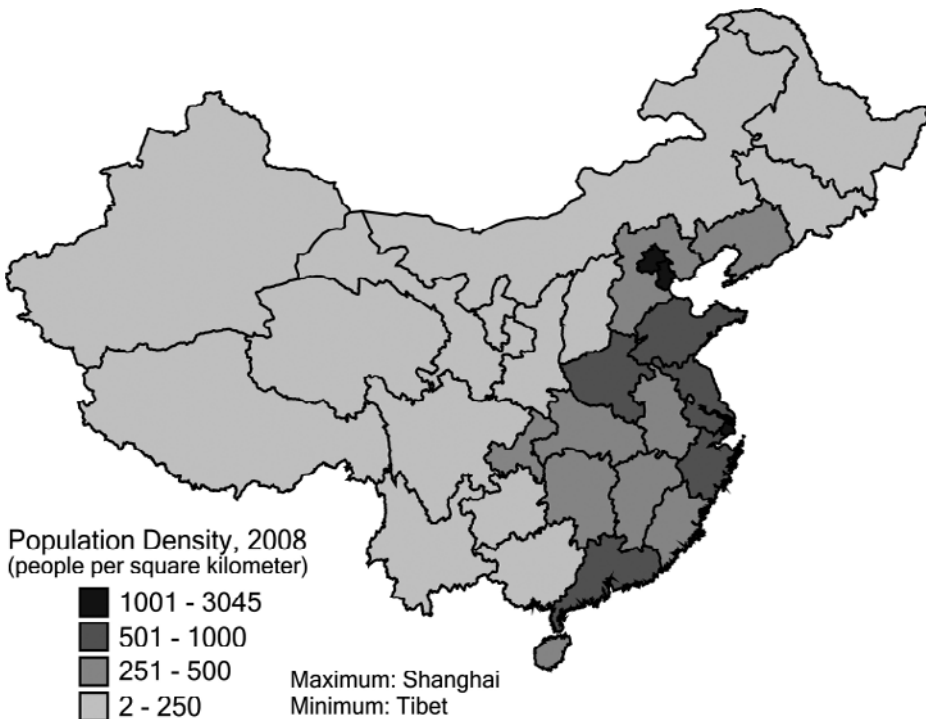 Population Density, 2008
(people per square kilometer)
1001 - 3045
501 - 1000
251 - 500
2 - 250
Maximum: Shanghai
Minimum: Tibet